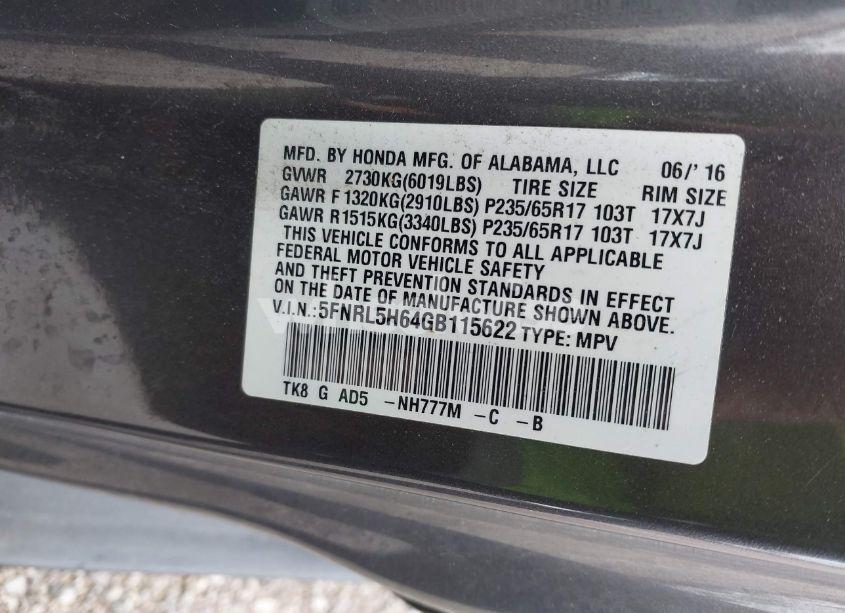 MFD. BY HONDA MFG. OF ALABAMA, LLC 06/' 16
GVWR 2730KG(6019LBS) TIRE SIZE RIM SIZE
GAWR F 1320KG(2910LBS) P235/65R17 103T 17X7J
GAWR R1515KG(3340LBS) P235/65R17 103T 17X7J
THIS VEHICLE CONFORMS TO ALL APPLICABLE
FEDERAL MOTOR VEHICLE SAFETY
AND THEFT PREVENTION STANDARDS IN EFFECT
ON THE DATE OF MANUFACTURE SHOWN ABOVE.
V.I.N.:5FNRL5H64GB115622 TYPE: MPV
TK8 G AD5 -NH777M -C -B